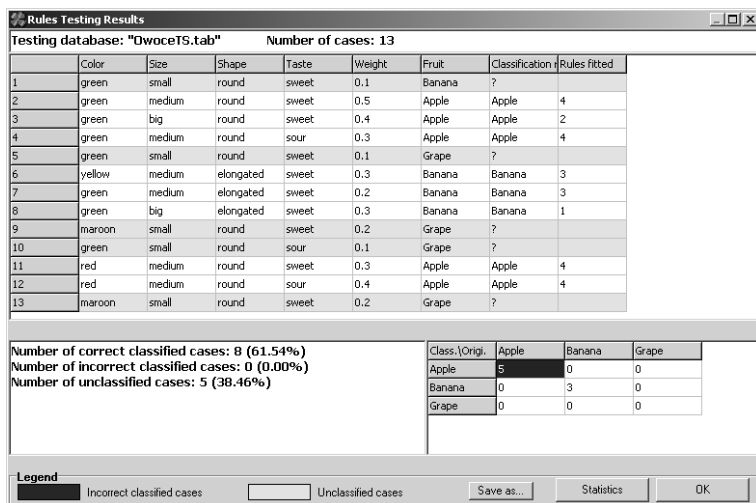 Rules Testing Results
Testing database: "OwoceTS.tab" Number of cases: 13
Color Size Shape Taste Weight Fruit Classification r Rules fitted
1 green small round sweet 0.1 Banana ?
2 green medium round sweet 0.5 Apple Apple 4
3 green big round sweet 0.4 Apple Apple 2
4 green medium round sour 0.3 Apple Apple 4
5 green small round sweet 0.1 Grape ?
6 yellow medium elongated sweet 0.3 Banana Banana 3
7 green medium elongated sweet 0.2 Banana Banana 3
8 green big elongated sweet 0.3 Banana Banana 1
9 maroon small round sweet 0.2 Grape ?
10 green small round sour 0.1 Grape ?
11 red medium round sweet 0.3 Apple Apple 4
12 red medium round sour 0.4 Apple Apple 4
13 maroon small round sweet 0.2 Grape ?
Number of correct classified cases: 8 (61.54%)
Number of incorrect classified cases: 0 (0.00%)
Number of unclassified cases: 5 (38.46%)
Class.\Origi. Apple Banana Grape
Apple 5 0 0
Banana 0 3 0
Grape 0 0 0
Legend
Incorrect classified cases Unclassified cases Save as... Statistics OK